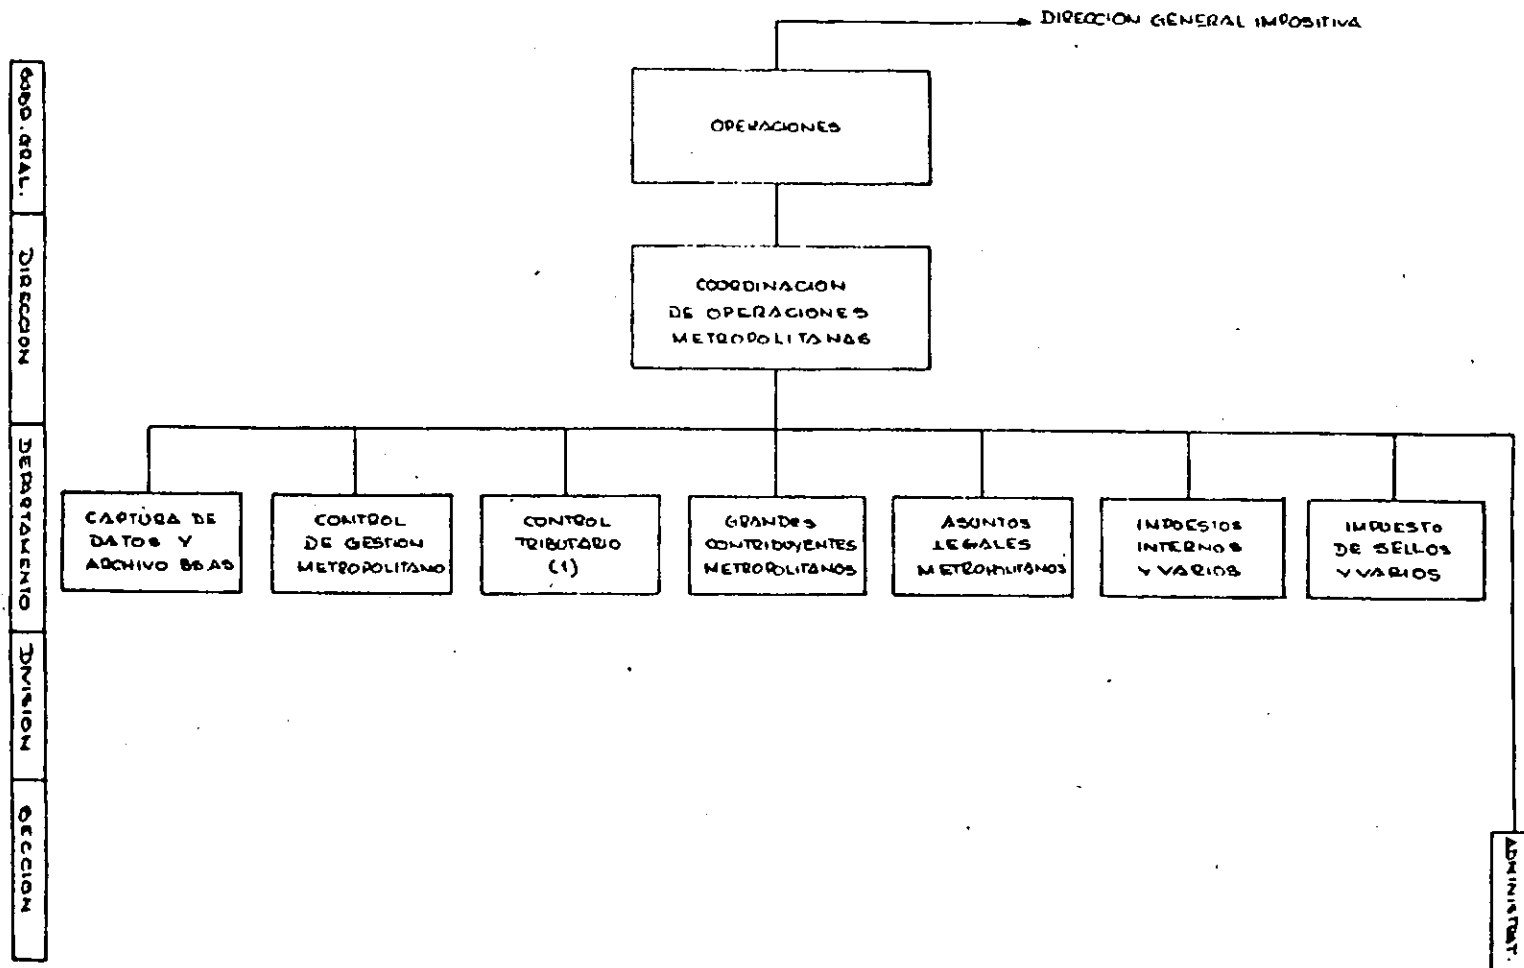 DIRECCION GENERAL IMPOSITIVA
OPERACIONES
COORDINACION
DE OPERACIONES
METROPOLITANAS
CAPTURA DE
DATOS Y
ARCHIVO BS AS
CONTROL
DE GESTION
METROPOLITANO
CONTROL
TRIBUTARIO
(1)
GRANDES
CONTRIBUYENTES
METROPOLITANOS
ASUNTOS
LEGALES
METROPOLITANOS
IMPUESTOS
INTERNOS
Y VARIOS
IMPUESTO
DE SELLOS
Y VARIOS
ADMINISTRAT.
SUBD. GRAL.
DIRECCION
DEPARTAMENTO
DIVISION
SECCION